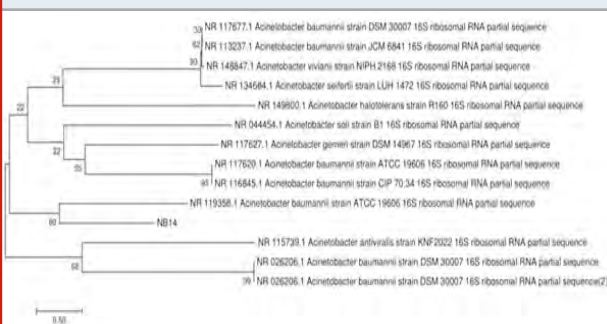 NR 117677.1 Acinetobacter baumannii strain DSM 30007 16S ribosomal RNA partial sequence
NR 113237.1 Acinetobacter baumannii strain JCM 6841 16S ribosomal RNA partial sequence
NR 148847.1 Acinetobacter vivianii strain NIPH 2168 16S ribosomal RNA partial sequence
NR 134684.1 Acinetobacter seifertii strain LUH 1472 16S ribosomal RNA partial sequence
NR 149800.1 Acinetobacter halotolerans strain R160 16S ribosomal RNA partial sequence
NR 044454.1 Acinetobacter soli strain B1 16S ribosomal RNA partial sequence
NR 117627.1 Acinetobacter gerneri strain DSM 14967 16S ribosomal RNA partial sequence
NR 117620.1 Acinetobacter baumannii strain ATCC 19606 16S ribosomal RNA partial sequence
NR 116845.1 Acinetobacter baumannii strain CIP 70.34 16S ribosomal RNA partial sequence
NR 119358.1 Acinetobacter baumannii strain ATCC 19606 16S ribosomal RNA partial sequence
60
NB14
NR 115739.1 Acinetobacter antiviralis strain KNF2022 16S ribosomal RNA partial sequence
68
NR 026206.1 Acinetobacter baumannii strain DSM 30007 16S ribosomal RNA partial sequence
99
NR 026206.1 Acinetobacter baumannii strain DSM 30007 16S ribosomal RNA partial sequence(2)
0.50